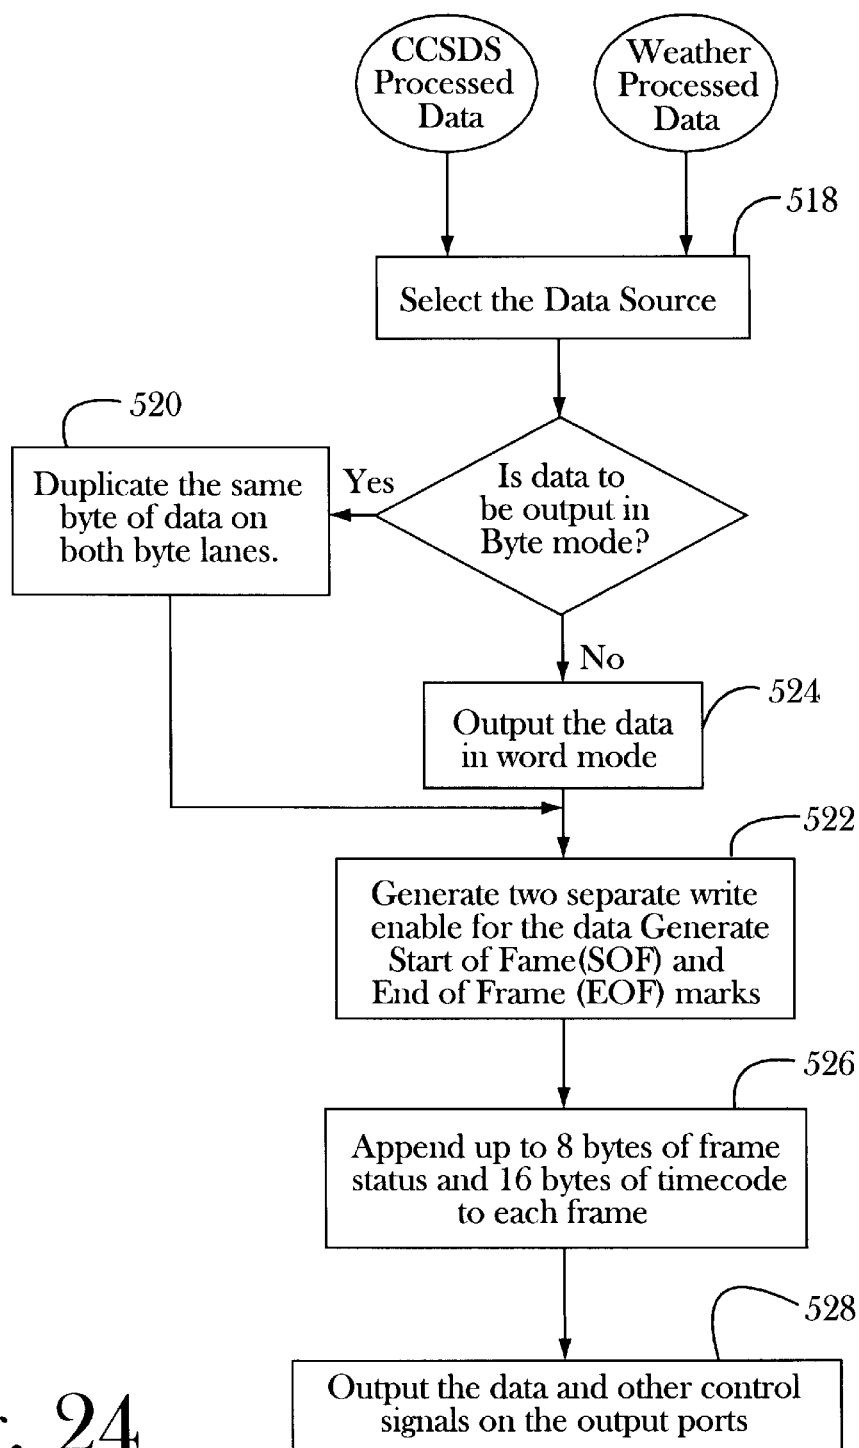 CCSDS
Processed
Data
Weather
Processed
Data
518
Select the Data Source
520
Duplicate the same
byte of data on
both byte lanes.
Yes
Is data to
be output in
Byte mode?
No
524
Output the data
in word mode
522
Generate two separate write
enable for the data Generate
Start of Fame(SOF) and
End of Frame (EOF) marks
526
Append up to 8 bytes of frame
status and 16 bytes of timecode
to each frame
528
Output the data and other control
signals on the output ports
24